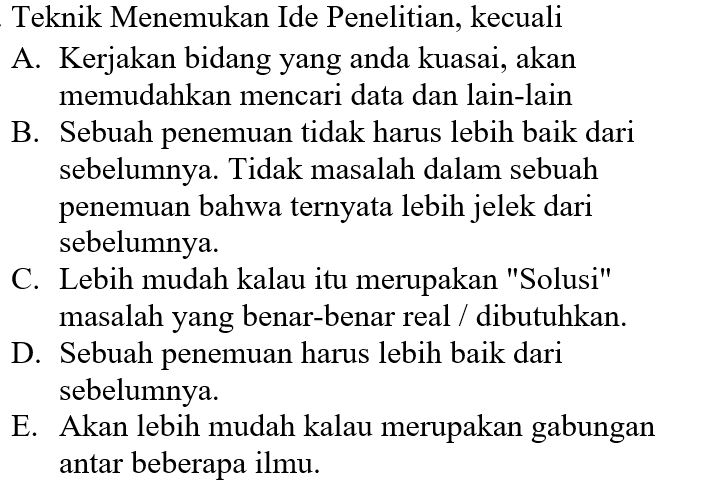 Teknik Menemukan Ide Penelitian, kecuali
A. Kerjakan bidang yang anda kuasai, akan
memudahkan mencari data dan lain-lain
B. Sebuah penemuan tidak harus lebih baik dari
sebelumnya. Tidak masalah dalam sebuah
penemuan bahwa ternyata lebih jelek dari
sebelumnya.
C. Lebih mudah kalau itu merupakan "Solusi"
masalah yang benar-benar real / dibutuhkan.
D. Sebuah penemuan harus lebih baik dari
sebelumnya.
E. Akan lebih mudah kalau merupakan gabungan
antar beberapa ilmu.